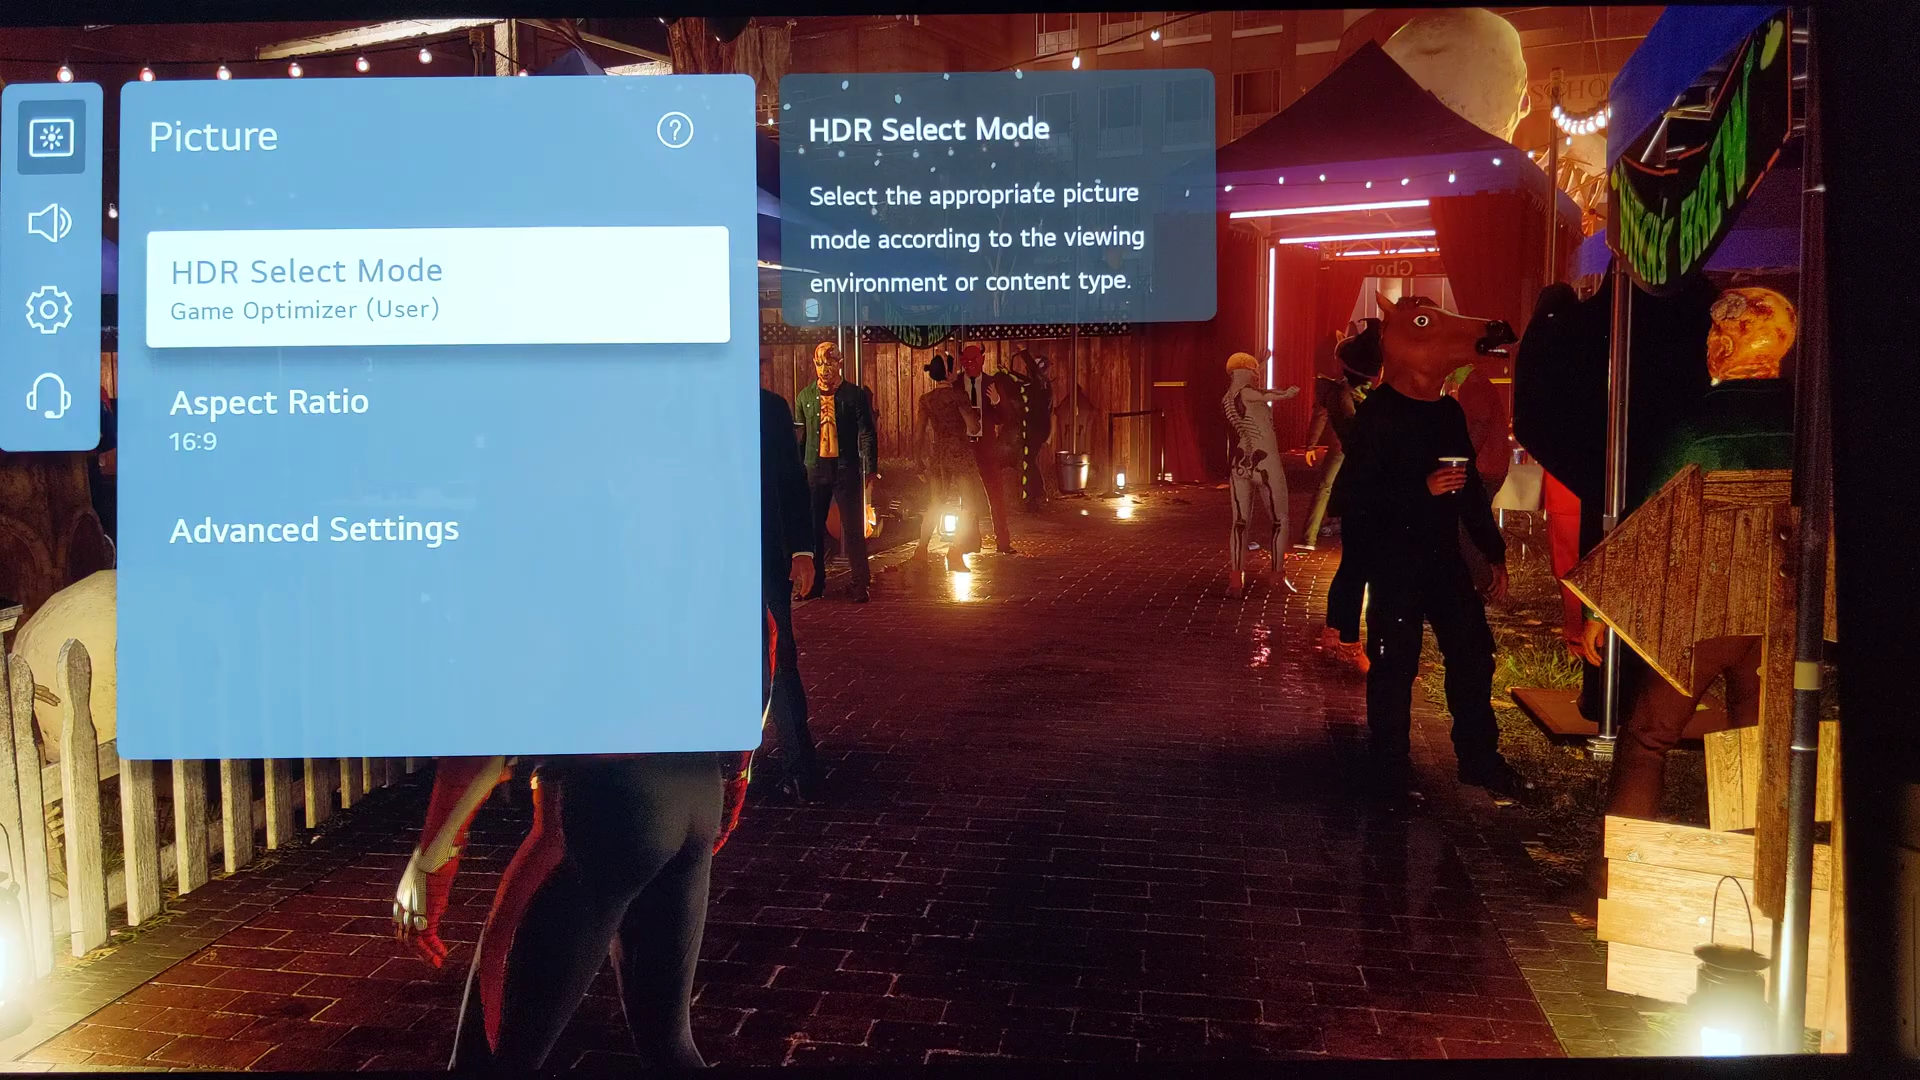 Picture
?
HDR Select Mode
Game Optimizer (User)
Aspect Ratio
16:9
Advanced Settings
HDR Select Mode
Select the appropriate picture
mode according to the viewing
environment or content type.
BREW